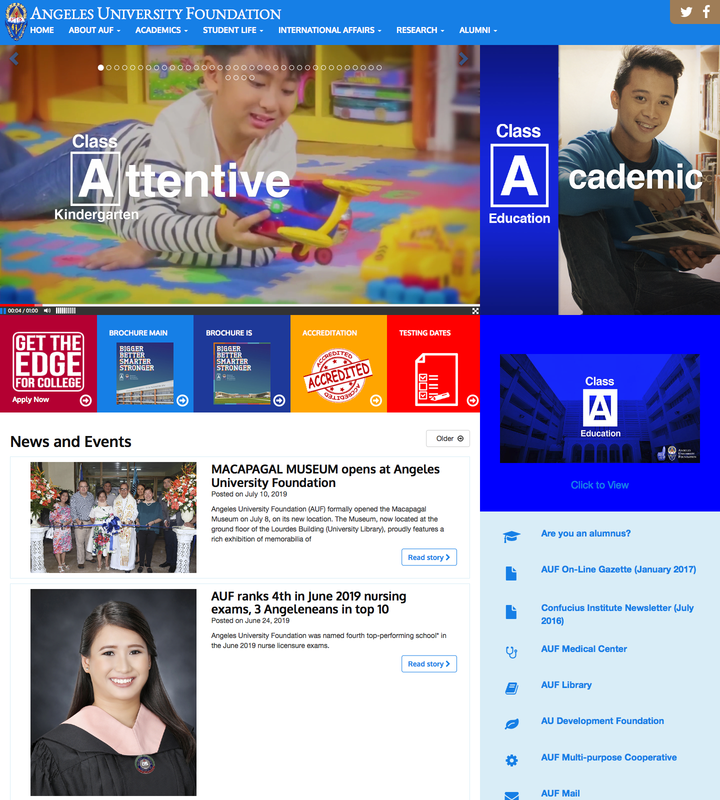 ANGELES UNIVERSITY FOUNDATION
HOME ABOUT AUF ACADEMICS STUDENT LIFE INTERNATIONAL AFFAIRS RESEARCH ALUMNI
Class
A ttentive
Kindergarten
00:04 / 01:00
Class
A cademic
Education
GET THE
EDGE
FOR COLLEGE
Apply Now
BROCHURE MAIN
BIGGER
BETTER
SMARTER
STRONGER
BROCHURE IS
BIGGER
BETTER
SMARTER
STRONGER
ACCREDITATION
ACCREDITED
ACCREDITED
ACCREDITED
TESTING DATES
Class
A
Education
ANGELES
UNIVERSITY
FOUNDATION
Click to View
News and Events
Older
MACAPAGAL MUSEUM opens at Angeles
University Foundation
Posted on July 10, 2019
Angeles University Foundation (AUF) formally opened the Macapagal
Museum on July 8, on its new location. The Museum, now located at the
ground floor of the Lourdes Building (University Library), proudly features a
rich exhibition of memorabilia of
Read story
AUF ranks 4th in June 2019 nursing
exams, 3 Angeleneans in top 10
Posted on June 24, 2019
Angeles University Foundation was named fourth top-performing school" in
the June 2019 nurse licensure exams.
Read story
Are you an alumnus?
AUF On-Line Gazette (January 2017)
Confucius Institute Newsletter (July
2016)
AUF Medical Center
AUF Library
AU Development Foundation
AUF Multi-purpose Cooperative
AUF Mail